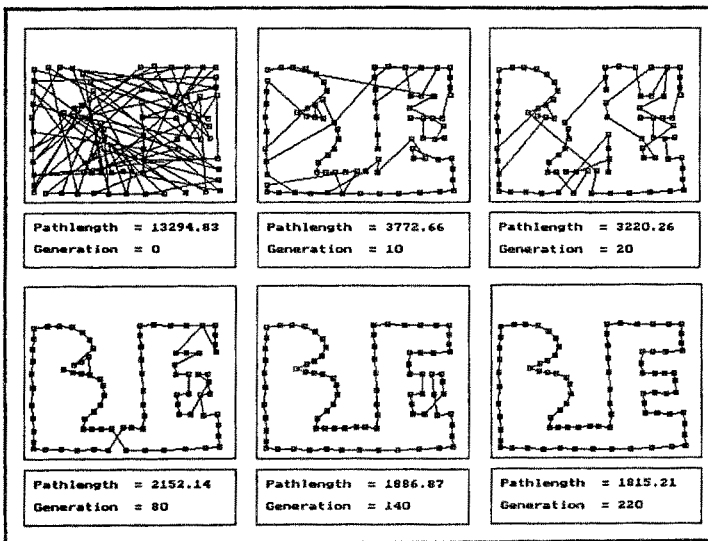 Pathlength = 13294.83
Generation = 0
Pathlength = 3772.66
Generation = 10
Pathlength = 3220.26
Generation = 20
Pathlength = 2152.14
Generation = 80
Pathlength = 1886.87
Generation = 140
Pathlength = 1815.21
Generation = 220